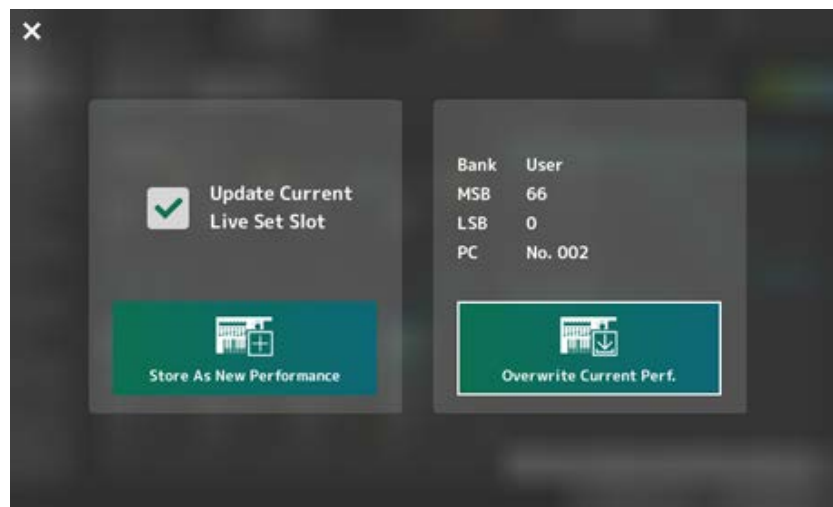 Update Current
Live Set Slot
Store As New Performance
Bank User
MSB 66
LSB 0
PC No. 002
Overwrite Current Perf.